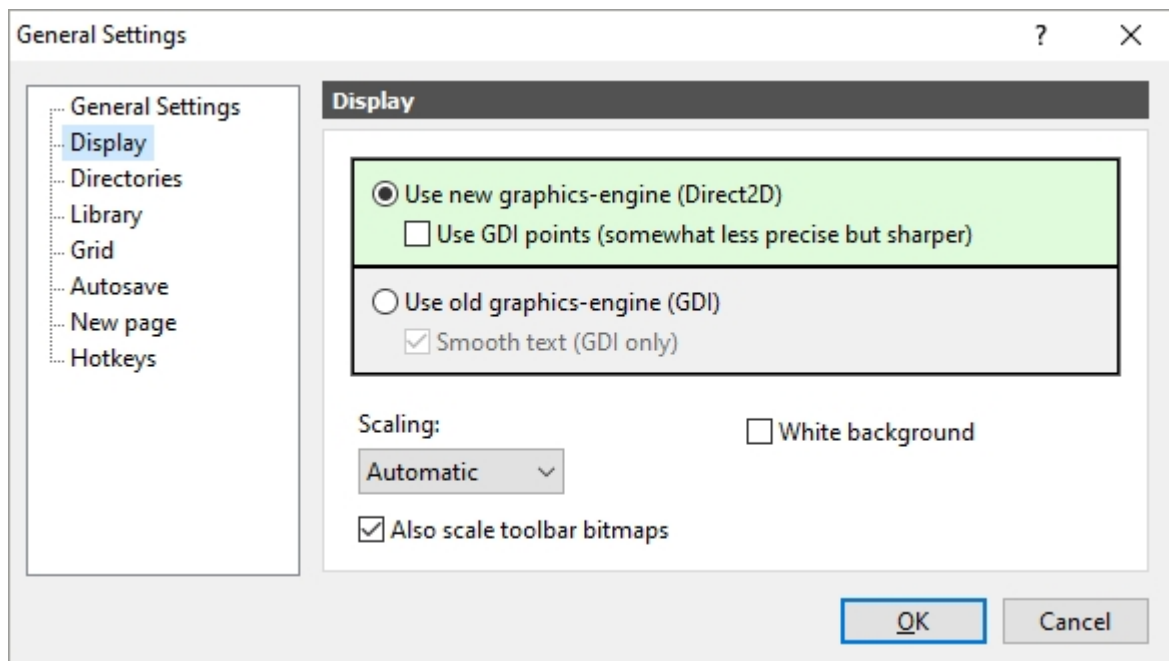 General Settings
?
General Settings
Display
Directories
Library
Grid
Autosave
New page
Hotkeys
Display
Use new graphics-engine (Direct2D)
Use GDI points (somewhat less precise but sharper)
Use old graphics-engine (GDI)
Smooth text (GDI only)
Scaling:
White background
Automatic
Also scale toolbar bitmaps
OK
Cancel